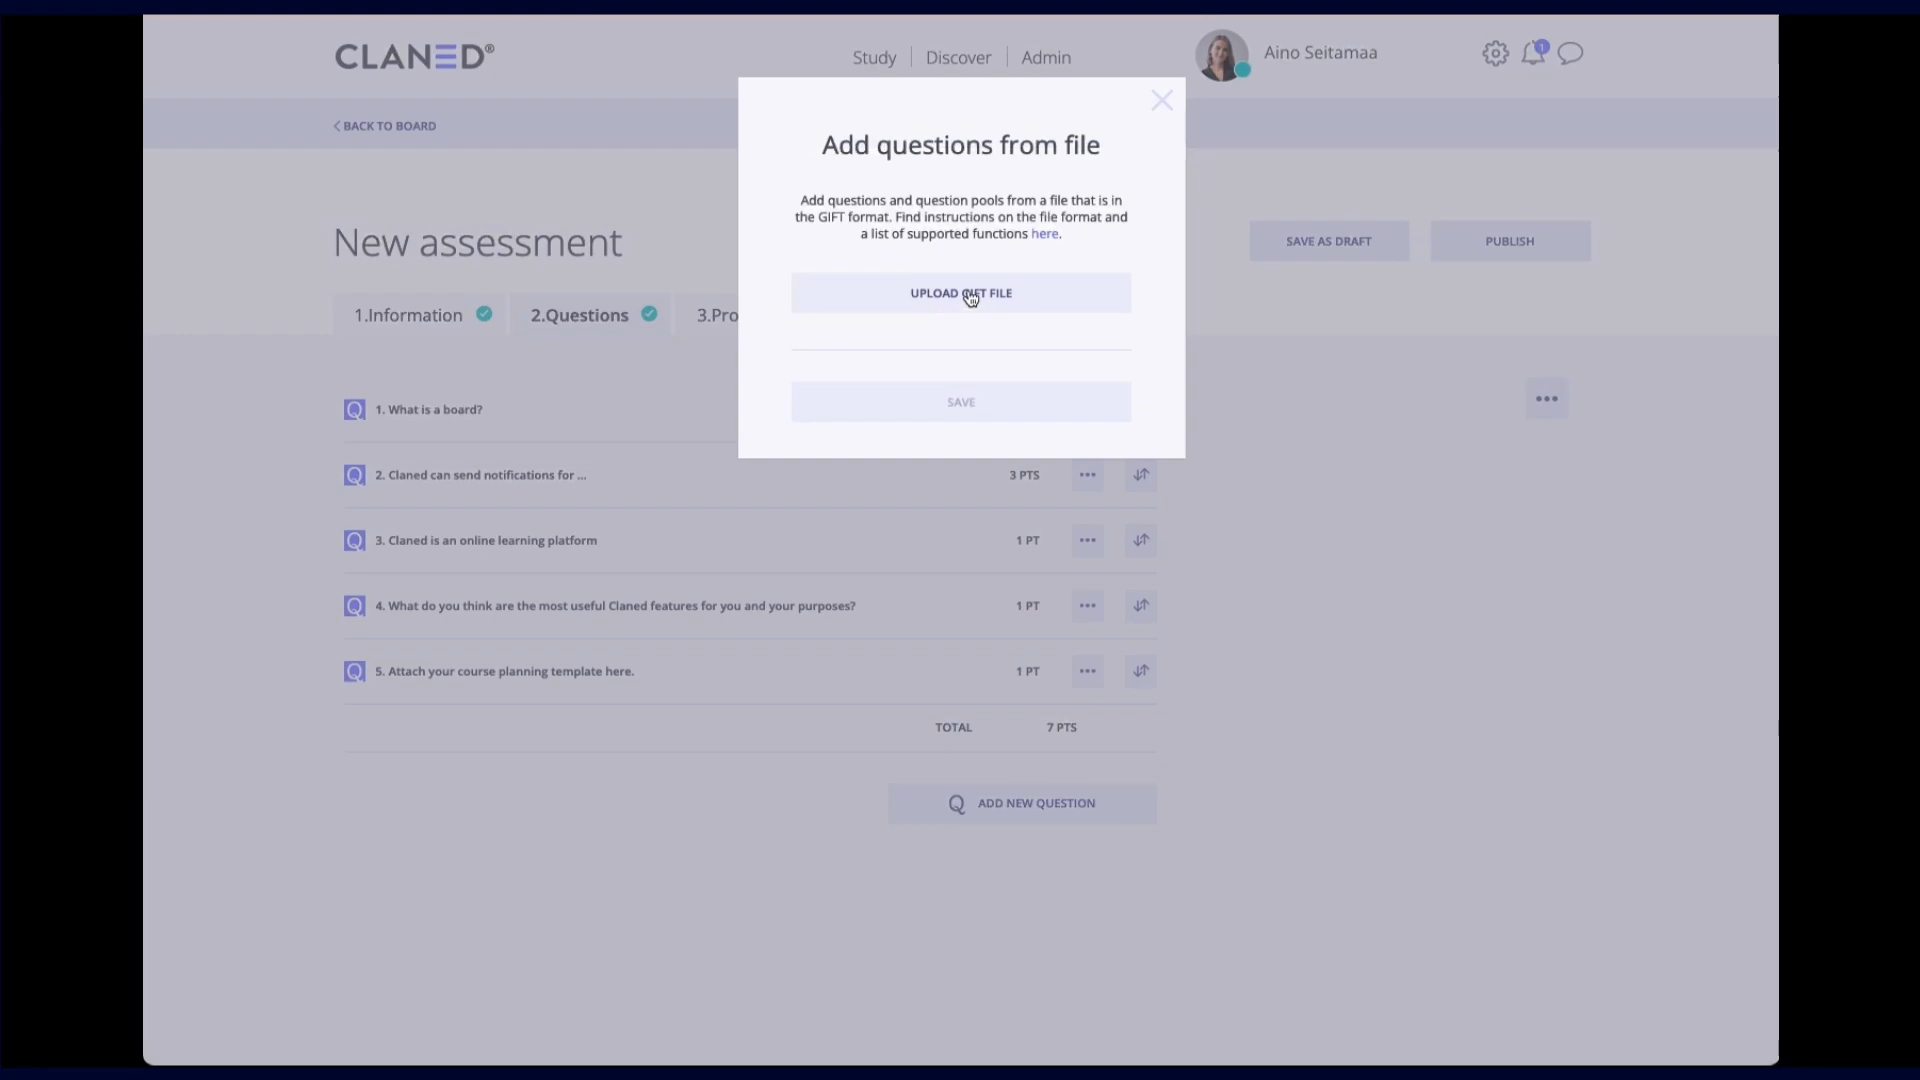 CLANED®
Study
Discover
Admin
Aino Seitamaa
1
BACK TO BOARD
Add questions from file
Add questions and question pools from a file that is in
the GIFT format. Find instructions on the file format and
a list of supported functions here.
New assessment
SAVE AS DRAFT
PUBLISH
UPLOAD GIFT FILE
1.Information
2.Questions
3.Pro
SAVE
1. What is a board?
2. Claned can send notifications for ...
3 PTS
3. Claned is an online learning platform
1 PT
4. What do you think are the most useful Claned features for you and your purposes?
1 PT
5. Attach your course planning template here.
1 PT
TOTAL
7 PTS
ADD NEW QUESTION